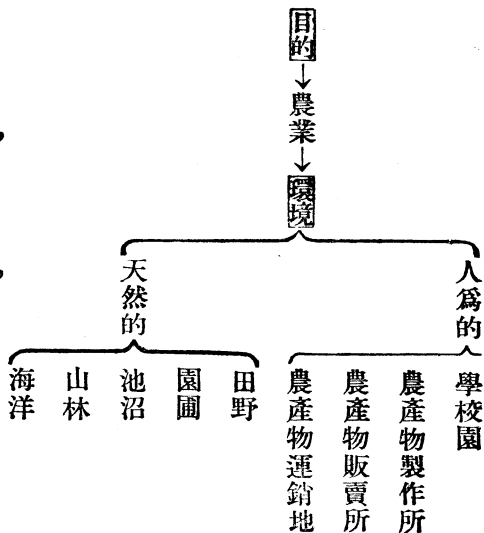 目的
農業
環境
人爲的
學校園
農產物製作所
農產物販賣所
農產物運銷地
天然的
田野
園圃
池沼
山林
海洋